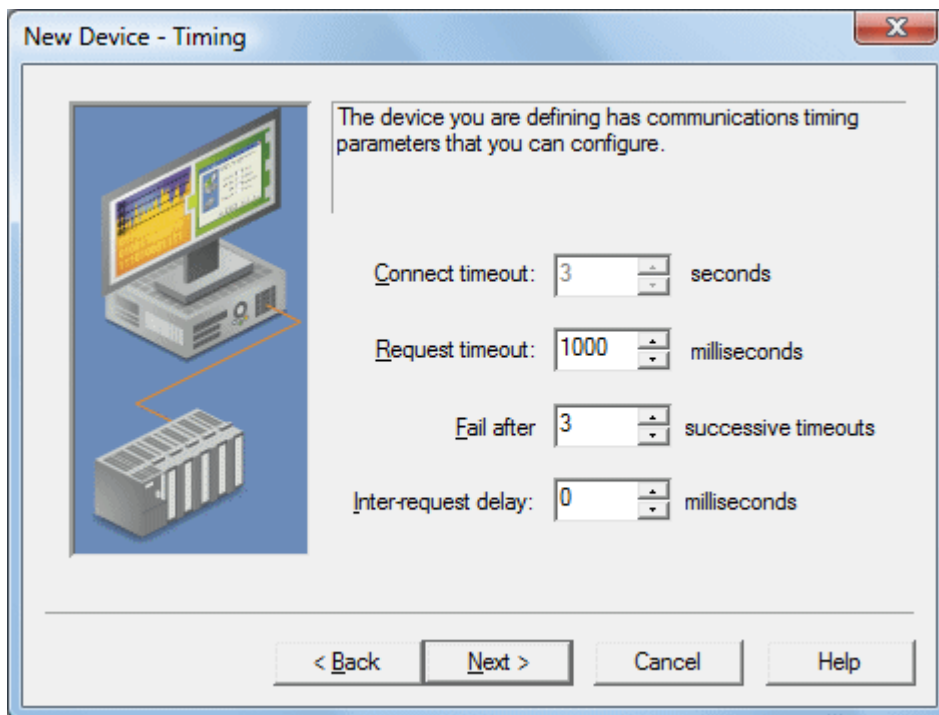 New Device - Timing
The device you are defining has communications timing
parameters that you can configure.
Connect timeout: 3 seconds
Request timeout: 1000 milliseconds
Fail after 3 successive timeouts
Inter-request delay: 0 milliseconds
< Back Next > Cancel Help